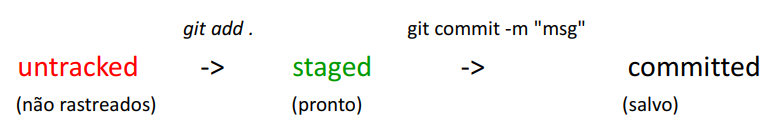 git add .    git commit -m "msg"
untracked -> staged -> committed
(não rastreados) (pronto) (salvo)